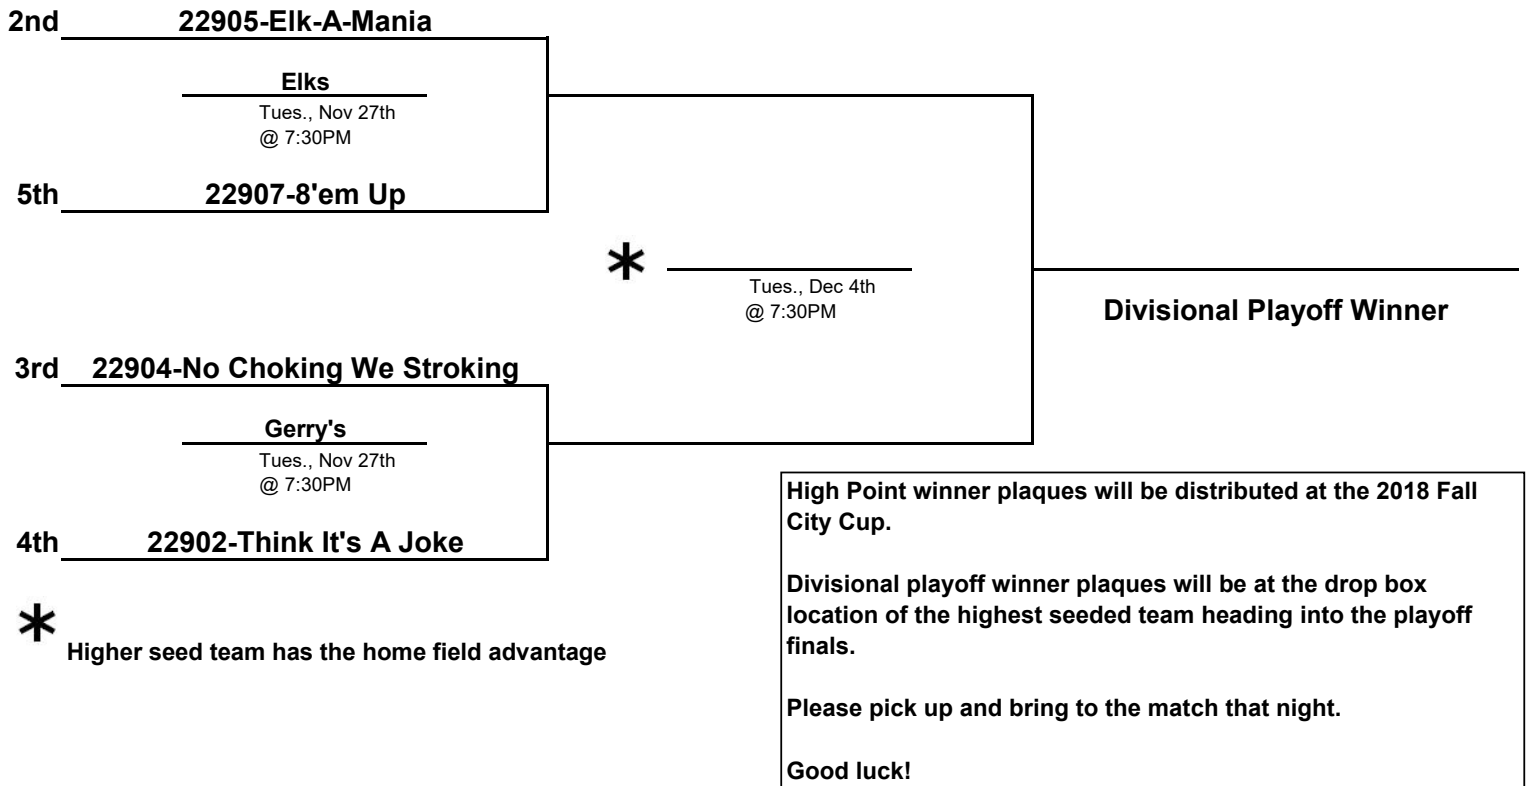 2nd 22905-Elk-A-Mania
Elks
Tues., Nov 27th
@ 7:30PM
5th 22907-8'em Up
*
Tues., Dec 4th
@ 7:30PM
Divisional Playoff Winner
3rd 22904-No Choking We Stroking
Gerry's
Tues., Nov 27th
@ 7:30PM
4th 22902-Think It's A Joke
*
Higher seed team has the home field advantage
High Point winner plaques will be distributed at the 2018 Fall
City Cup.
Divisional playoff winner plaques will be at the drop box
location of the highest seeded team heading into the playoff
finals.
Please pick up and bring to the match that night.
Good luck!